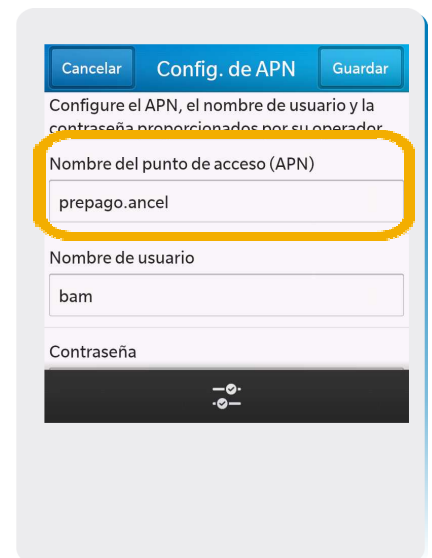 Cancelar Config. de APN Guardar
Configure el APN, el nombre de usuario y la
contraseña proporcionados por su operador
Nombre del punto de acceso (APN)
prepago.ancel
Nombre de usuario
bam
Contraseña